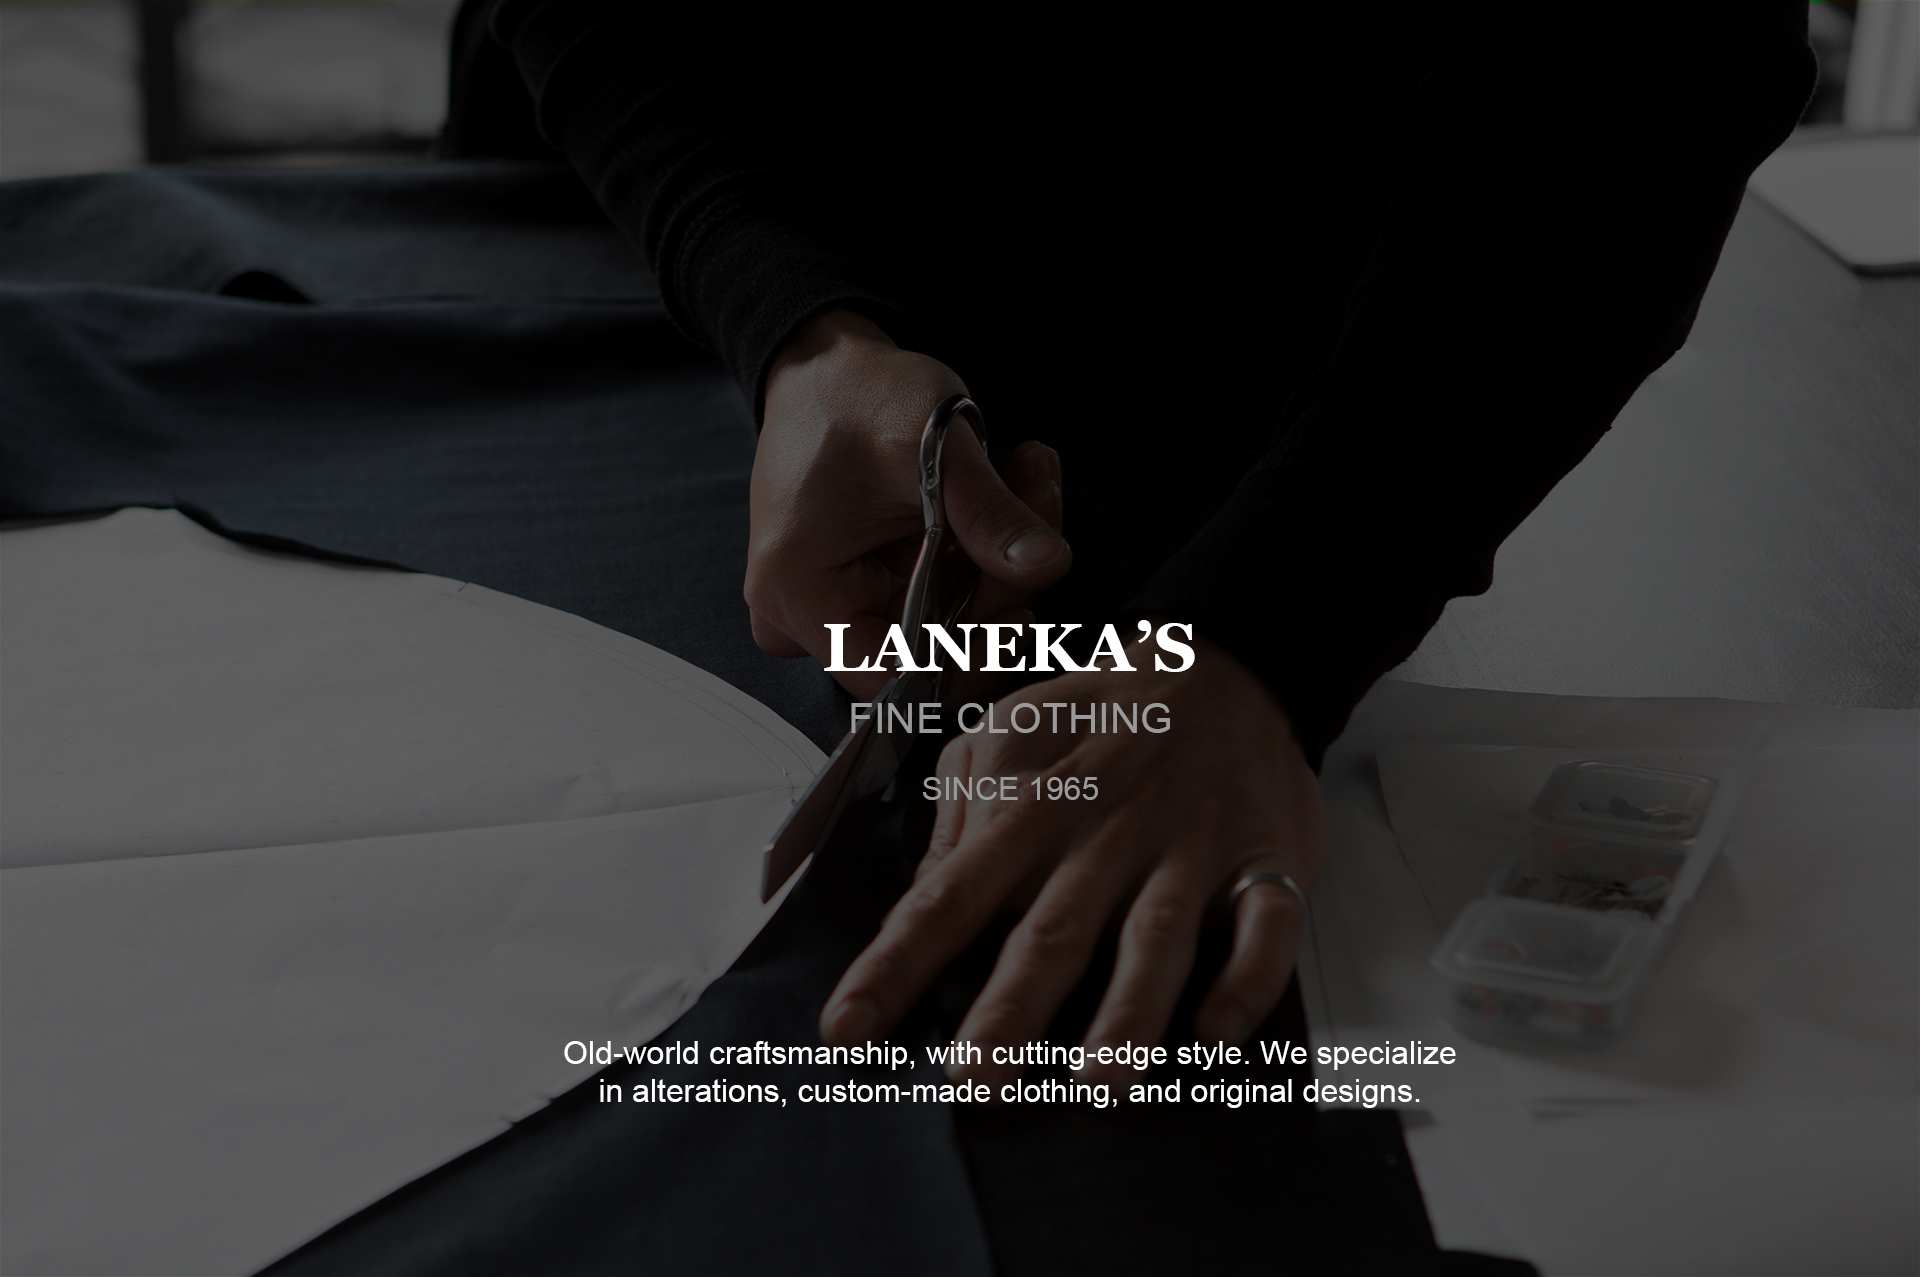 LANEKA’S
FINE CLOTHING
SINCE 1965
Old-world craftsmanship, with cutting-edge style. We specialize
in alterations, custom-made clothing, and original designs.